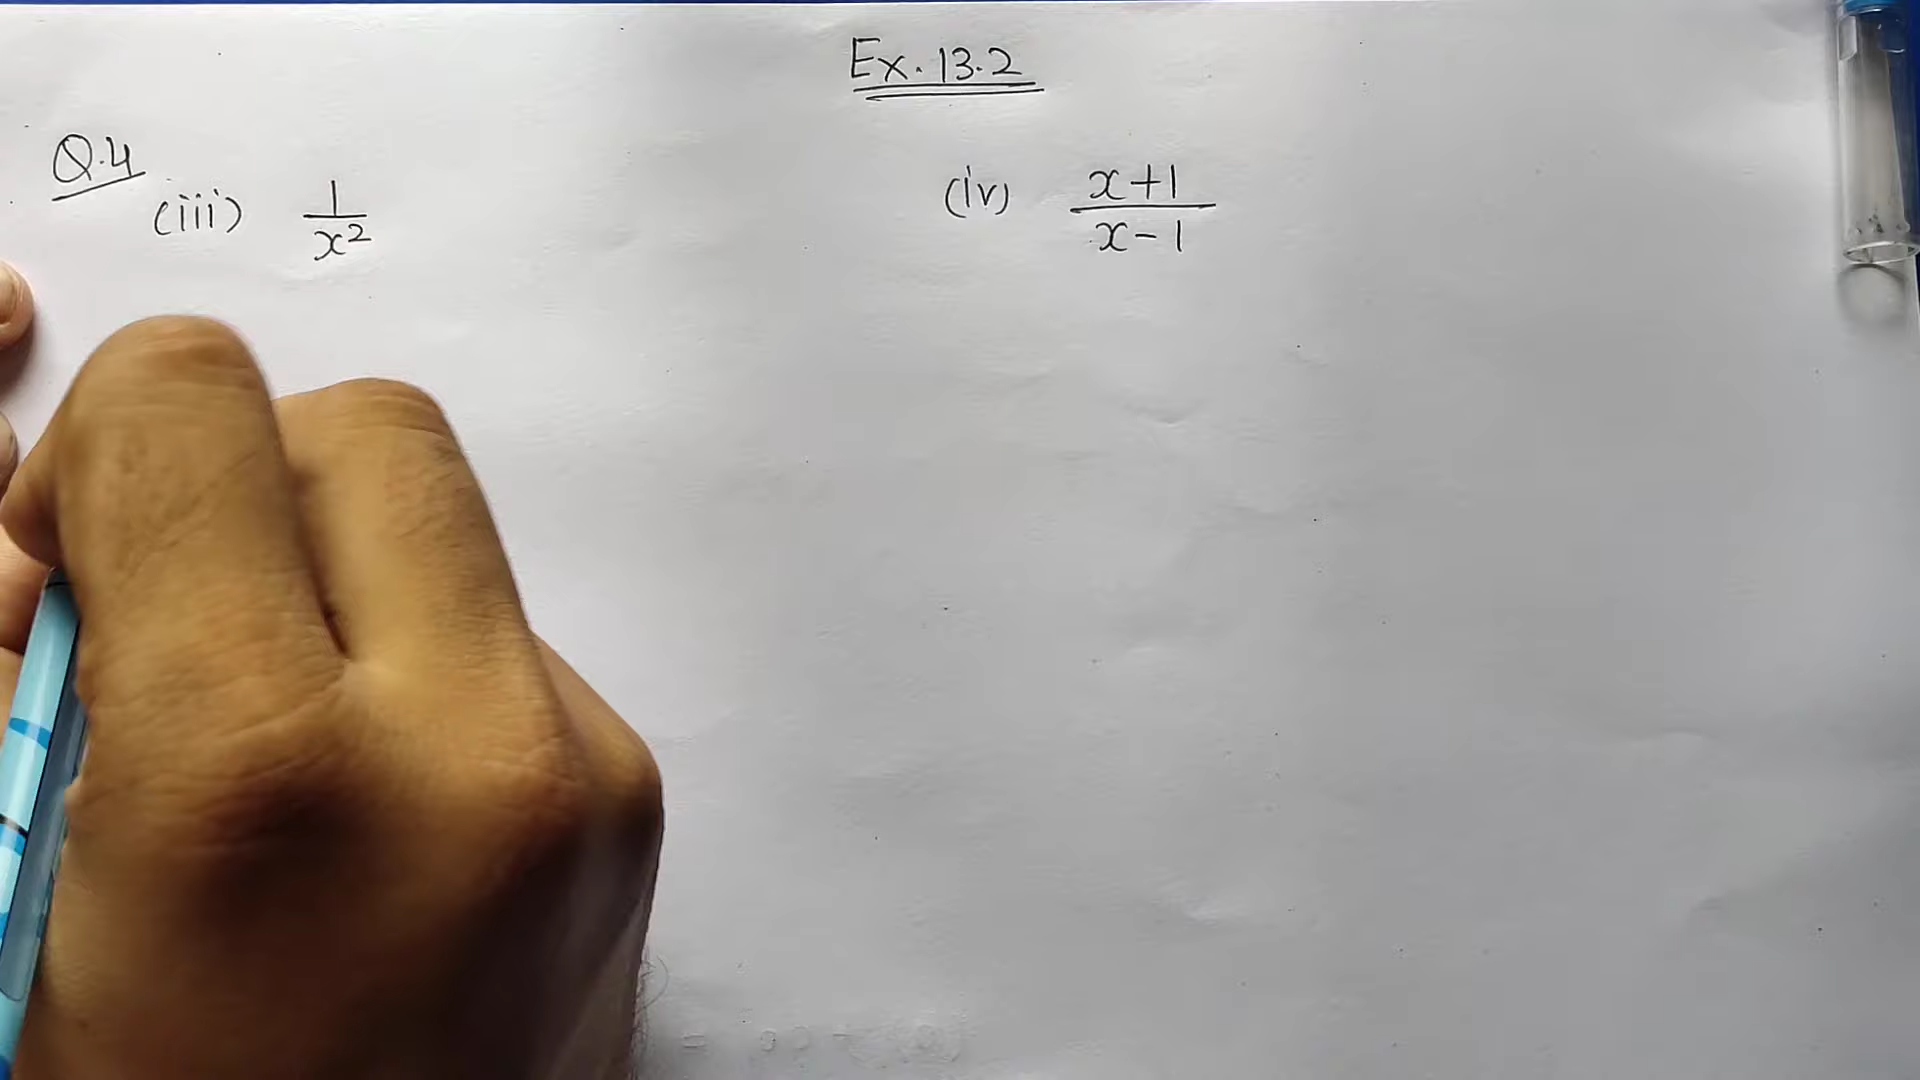 Ex. 13.2
Q.4
(iii) 1/x²
(iv) x+1/x-1